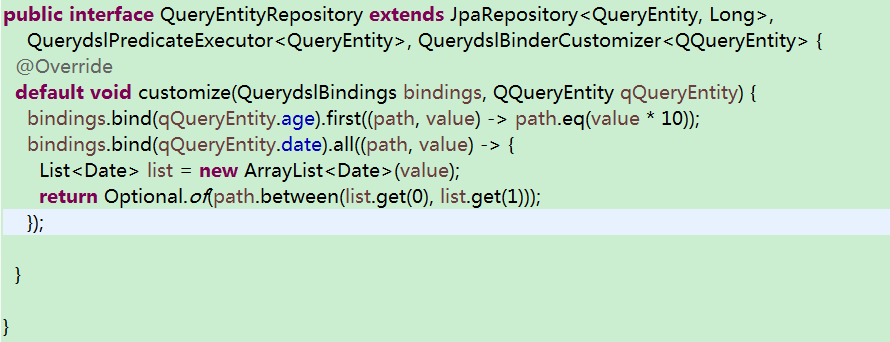 public interface QueryEntityRepository extends JpaRepository<QueryEntity, Long>,
QuerydslPredicateExecutor<QueryEntity>, QuerydslBinderCustomizer<QQueryEntity> {
@Override
default void customize(QuerydslBindings bindings, QQueryEntity qQueryEntity) {
bindings.bind(qQueryEntity.age).first((path, value) -> path.eq(value * 10));
bindings.bind(qQueryEntity.date).all((path, value) -> {
List<Date> list = new ArrayList<Date>(value);
return Optional.of(path.between(list.get(0), list.get(1)));
});
}
}